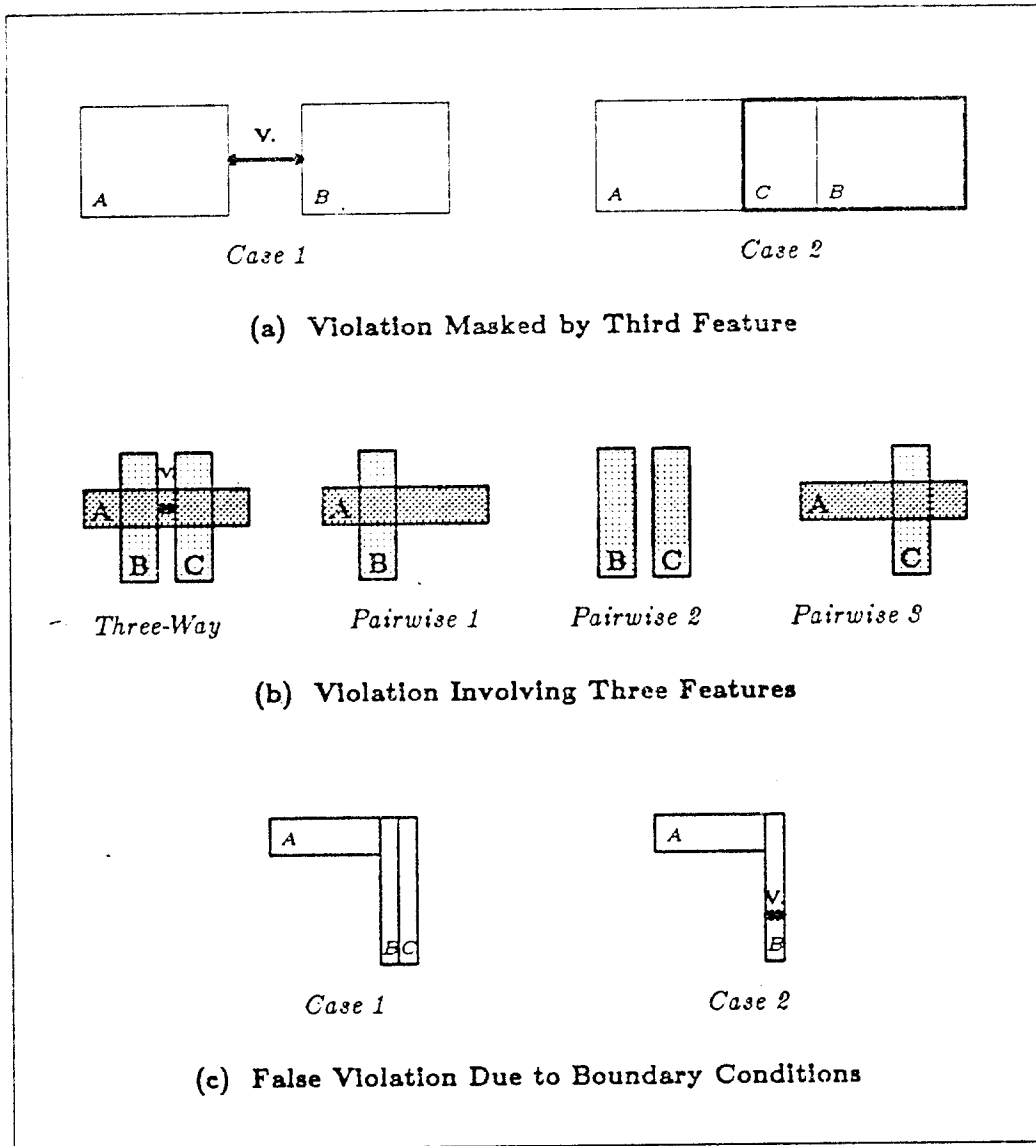 V.
A
B
A
C
B
Case 1
Case 2
(a) Violation Masked by Third Feature
V
A
B
C
A
B
B
C
A
C
Three-Way
Pairwise 1
Pairwise 2
Pairwise 3
(b) Violation Involving Three Features
A
B
C
A
V.
B
Case 1
Case 2
(c) False Violation Due to Boundary Conditions